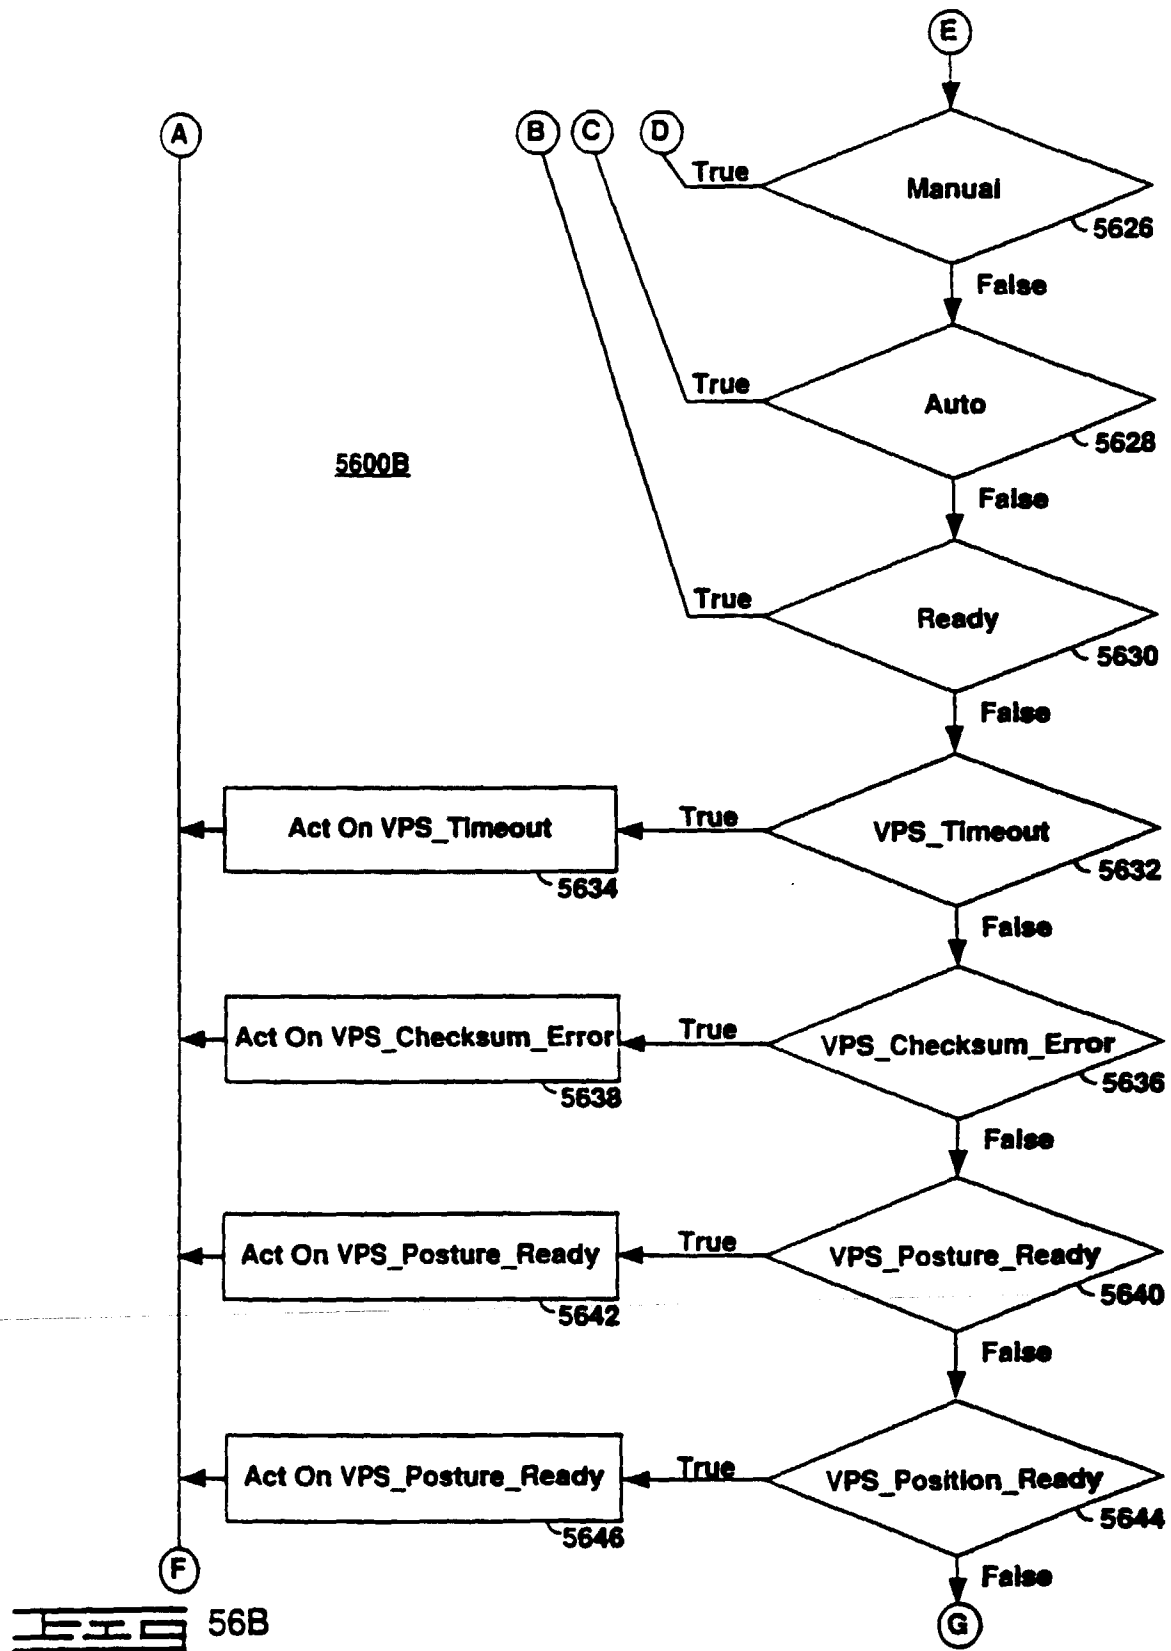 E
A
B
C
D
True
Manual
5626
False
True
Auto
5628
5600B
False
True
Ready
5630
False
Act On VPS_Timeout
True
VPS_Timeout
5634
5632
False
Act On VPS_Checksum_Error
True
VPS_Checksum_Error
5638
5636
False
Act On VPS_Posture_Ready
True
VPS_Posture_Ready
5642
5640
False
Act On VPS_Posture_Ready
True
VPS_Position_Ready
5646
5644
F
False
FIG 56B
G